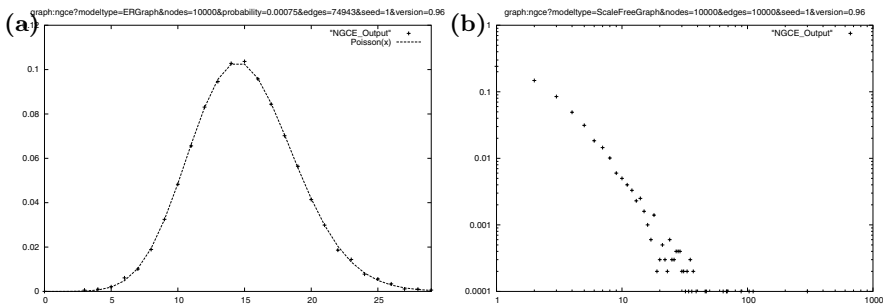 (a)
graph:ngce?modeltype=ERGraph&nodes=10000&probability=0.00075&edges=74943&seed=1&version=0.96
0.12
"NGCE_Output"
Poisson(x)
0.1
0.08
0.06
0.04
0.02
0
0 5 10 15 20 25
(b)
graph:ngce?modeltype=ScaleFreeGraph&nodes=10000&edges=10000&seed=1&version=0.96
1
"NGCE_Output"
0.1
0.01
0.001
0.0001
1 10 100 1000